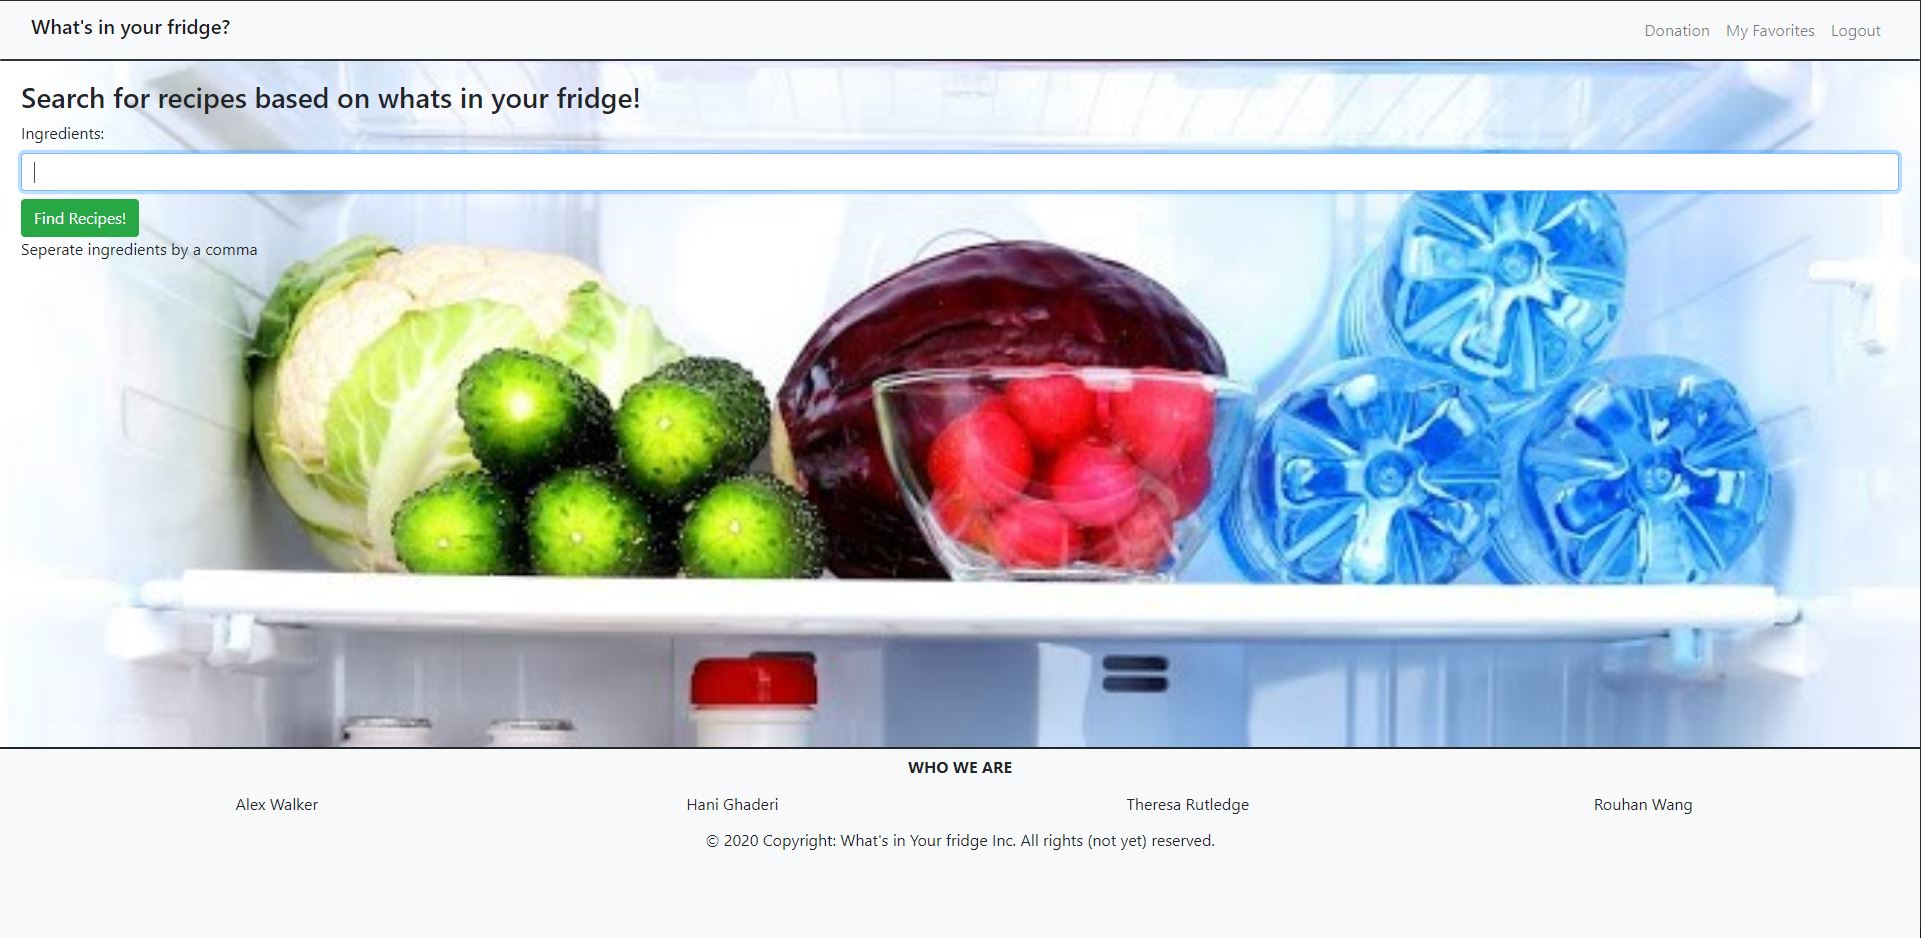 What's in your fridge?
Donation My Favorites Logout
Search for recipes based on whats in your fridge!
Ingredients:
Find Recipes!
Seperate ingredients by a comma
WHO WE ARE
Alex Walker Hani Ghaderi Theresa Rutledge Rouhan Wang
© 2020 Copyright: What's in Your fridge Inc. All rights (not yet) reserved.